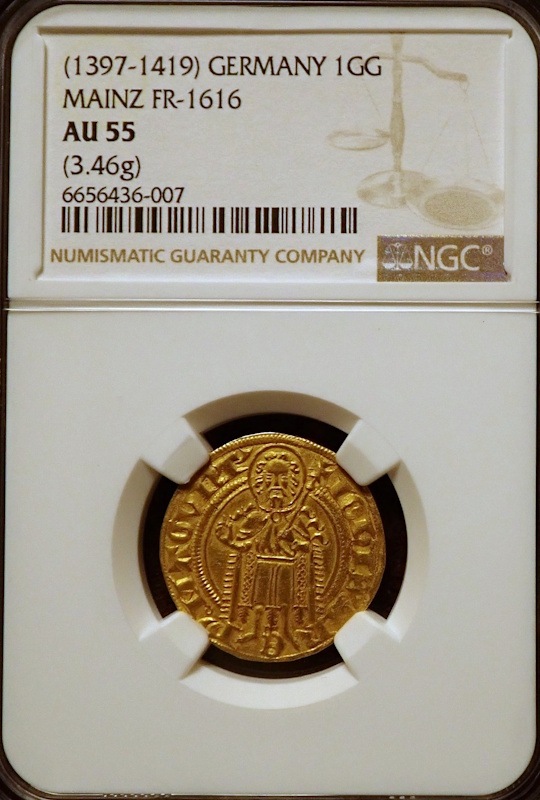 (1397-1419) GERMANY 1GG
MAINZ FR-1616
AU 55
(3.46g)
6656436-007
NUMISMATIC GUARANTY COMPANY
NGC®